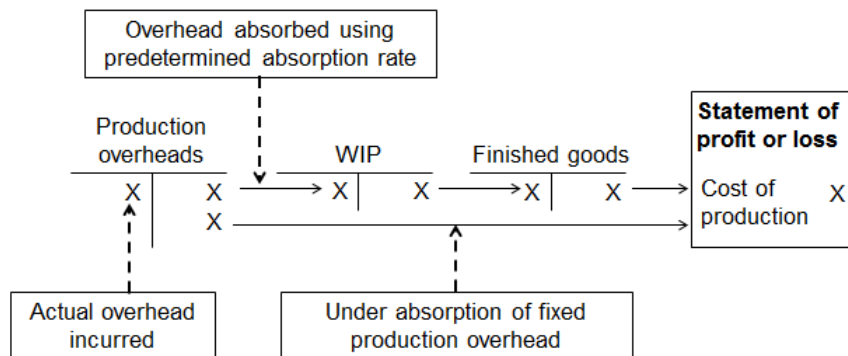 Overhead absorbed using
predetermined absorption rate
Production
overheads
WIP
Finished goods
Statement of
profit or loss
X X X X X X
Cost of
production X
X
Actual overhead
incurred
Under absorption of fixed
production overhead